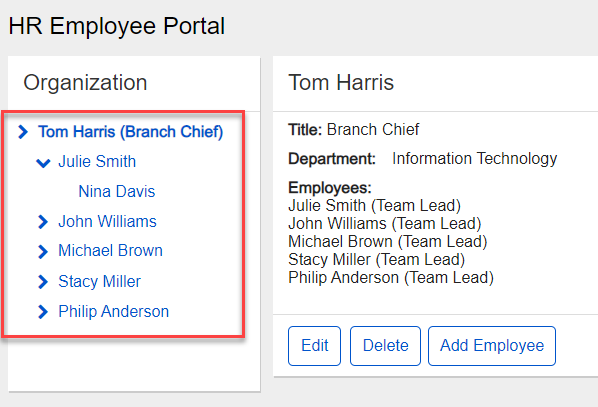 HR Employee Portal
Organization
Tom Harris (Branch Chief)
Julie Smith
Nina Davis
John Williams
Michael Brown
Stacy Miller
Philip Anderson
Tom Harris
Title: Branch Chief
Department: Information Technology
Employees:
Julie Smith (Team Lead)
John Williams (Team Lead)
Michael Brown (Team Lead)
Stacy Miller (Team Lead)
Philip Anderson (Team Lead)
Edit Delete Add Employee